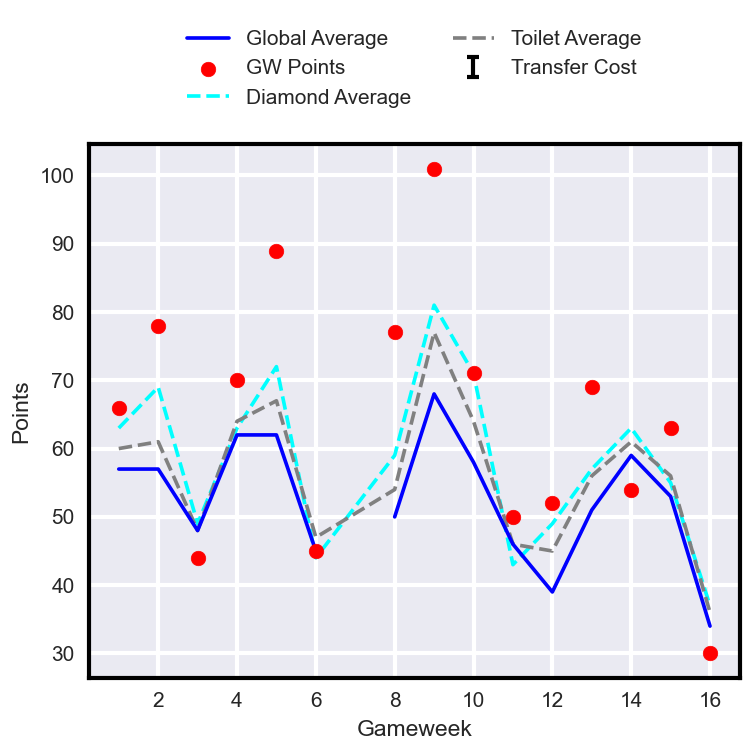 Global Average
GW Points
Diamond Average
Toilet Average
Transfer Cost
Points
100
90
80
70
60
50
40
30
2 4 6 8 10 12 14 16
Gameweek